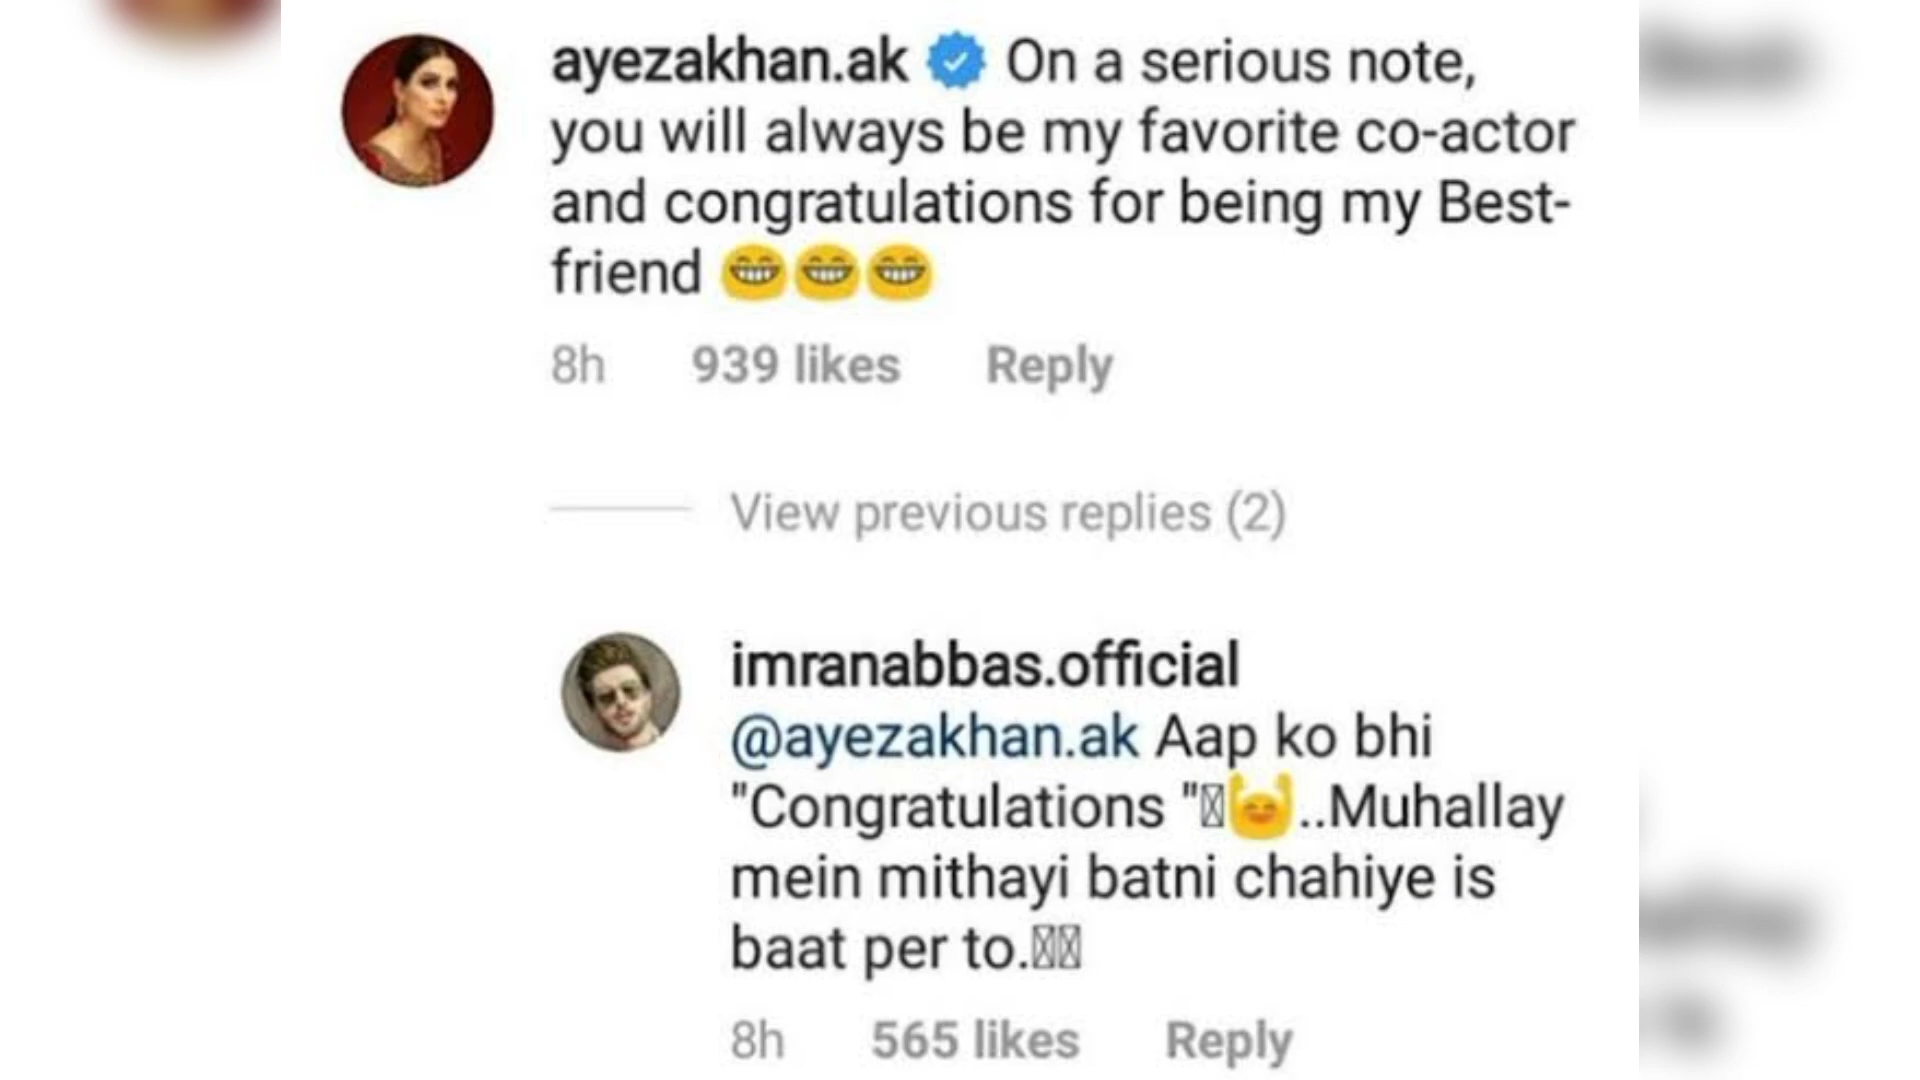 ayezakhan.ak On a serious note,
you will always be my favorite co-actor
and congratulations for being my Best-
friend 😁😁😁
8h 939 likes Reply
View previous replies (2)
imranabbas.official
@ayezakhan.ak Aap ko bhi
"Congratulations "🙌..Muhallay
mein mithayi batni chahiye is
baat per to.
8h 565 likes Reply